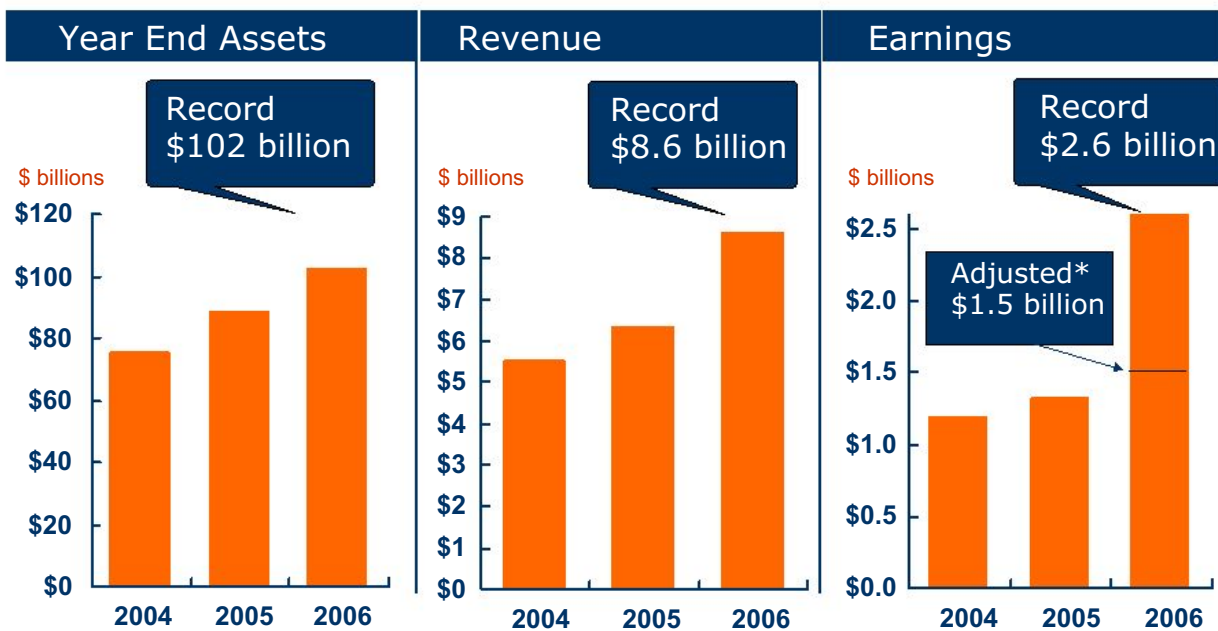 Year End Assets
Revenue
Earnings
Record
$102 billion
$ billions
$120
$100
$80
$60
$40
$20
$0
2004
2005
2006
Record
$8.6 billion
$ billions
$9
$8
$7
$6
$5
$4
$3
$2
$1
$0
2004
2005
2006
Record
$2.6 billion
$ billions
$2.5
Adjusted*
$1.5 billion
$2.0
$1.5
$1.0
$0.5
$0.0
2004
2005
2006